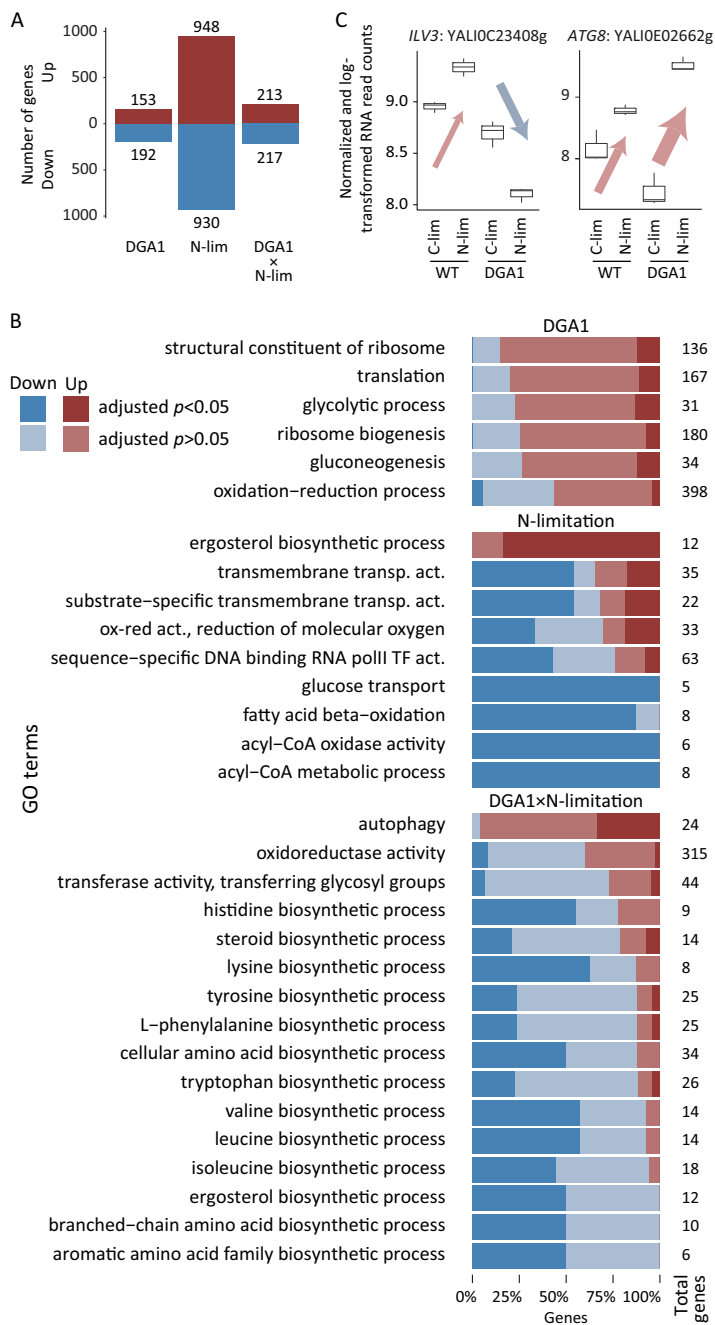 A
1000
500
0
500
1000
Number of genes
Down Up
948
153
213
192
217
930
DGA1
N-lim
DGA1
×
N-lim
C
ILV3: YALI0C23408g
ATG8: YALI0E02662g
Normalized and log-
transformed RNA read counts
9.0
8.5
8.0
9
8
C-lim
N-lim
C-lim
N-lim
WT
DGA1
C-lim
N-lim
C-lim
N-lim
WT
DGA1
B
Down Up
adjusted p<0.05
adjusted p>0.05
GO terms
DGA1
structural constituent of ribosome 136
translation 167
glycolytic process 31
ribosome biogenesis 180
gluconeogenesis 34
oxidation−reduction process 398
N-limitation
ergosterol biosynthetic process 12
transmembrane transp. act. 35
substrate−specific transmembrane transp. act. 22
ox-red act., reduction of molecular oxygen 33
sequence−specific DNA binding RNA polII TF act. 63
glucose transport 5
fatty acid beta−oxidation 8
acyl−CoA oxidase activity 6
acyl−CoA metabolic process 8
DGA1×N-limitation
autophagy 24
oxidoreductase activity 315
transferase activity, transferring glycosyl groups 44
histidine biosynthetic process 9
steroid biosynthetic process 14
lysine biosynthetic process 8
tyrosine biosynthetic process 25
L−phenylalanine biosynthetic process 25
cellular amino acid biosynthetic process 34
tryptophan biosynthetic process 26
valine biosynthetic process 14
leucine biosynthetic process 14
isoleucine biosynthetic process 18
ergosterol biosynthetic process 12
branched−chain amino acid biosynthetic process 10
aromatic amino acid family biosynthetic process 6
0% 25% 50% 75% 100%
Genes
Total
genes